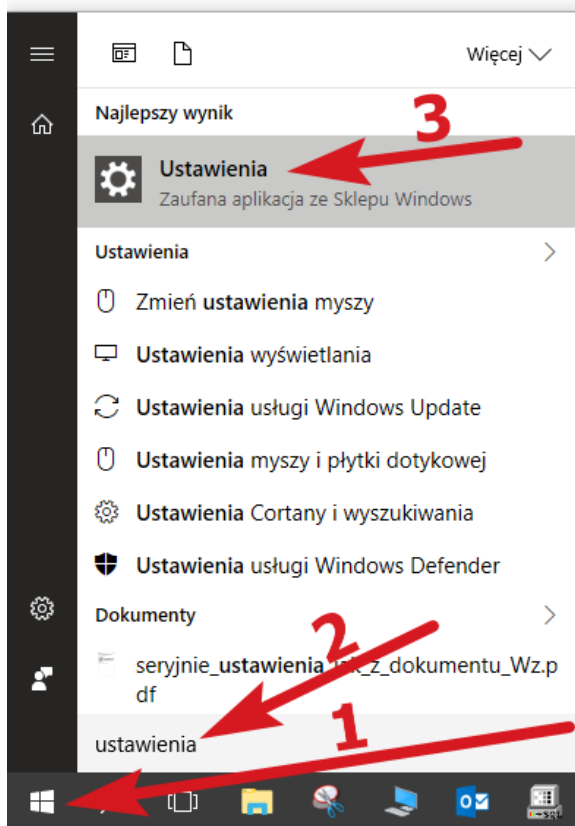 Więcej
Najlepszy wynik
3
Ustawienia
Zaufana aplikacja ze Sklepu Windows
Ustawienia
Zmień ustawienia myszy
Ustawienia wyświetlania
Ustawienia usługi Windows Update
Ustawienia myszy i płytki dotykowej
Ustawienia Cortany i wyszukiwania
Ustawienia usługi Windows Defender
Dokumenty
2
seryjnie_ustawienia_jak_z_dokumentu_Wz.p
df
1
ustawienia